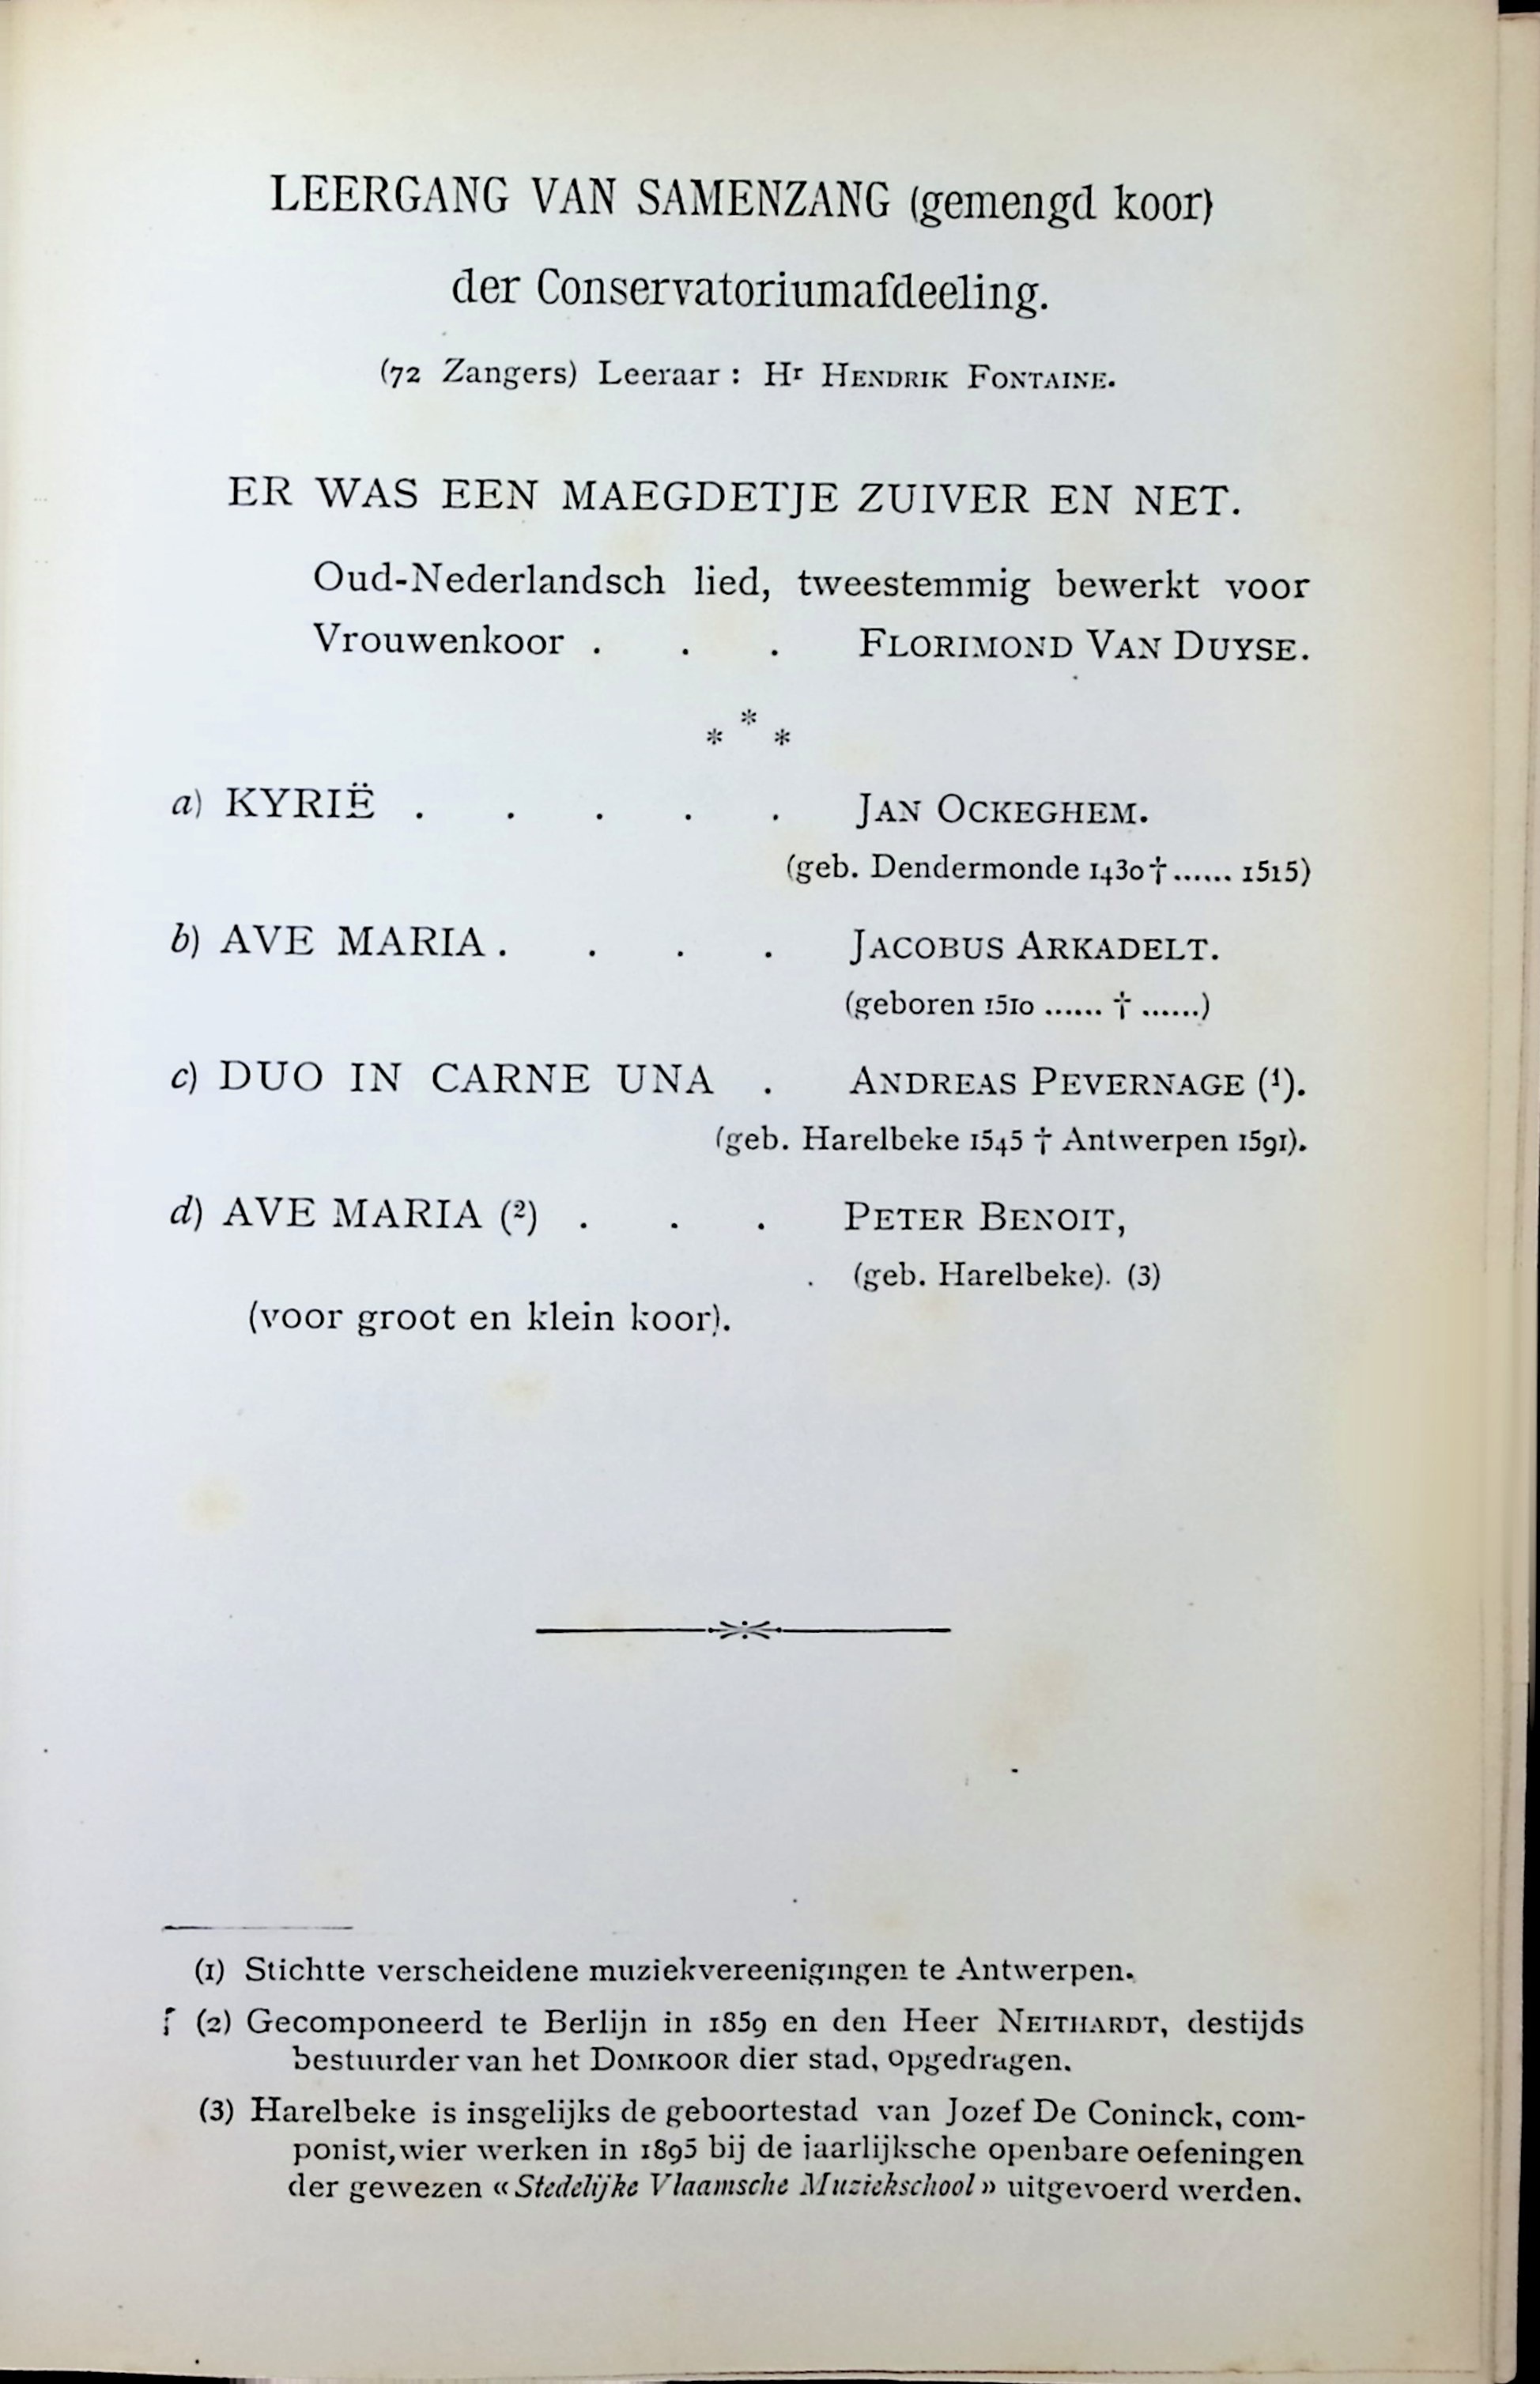 LEERGANG VAN SAMENZANG (gemengd koor)
der Conservatoriumafdeeling.
(72 Zangers) Leeraar : Hr HENDRIK FONTAINE.
ER WAS EEN MAEGDETJE ZUIVER EN NET.
Oud-Nederlandsch lied, tweestemmig bewerkt voor
Vrouwenkoor . . . FLORIMOND VAN DUYSE.
* * *
a) KYRIË . . . . . JAN OCKEGHEM.
(geb. Dendermonde 1430 † ...... 1515)
b) AVE MARIA . . . . JACOBUS ARKADELT.
(geboren 1510 ...... † ......)
c) DUO IN CARNE UNA . ANDREAS PEVERNAGE (1).
(geb. Harelbeke 1545 † Antwerpen 1591).
d) AVE MARIA (2) . . . PETER BENOIT,
(geb. Harelbeke). (3)
(voor groot en klein koor).
(1) Stichtte verscheidene muziekvereenigingen te Antwerpen.
(2) Gecomponeerd te Berlijn in 1859 en den Heer NEITHARDT, destijds
bestuurder van het DOMKOOR dier stad, opgedragen.
(3) Harelbeke is insgelijks de geboortestad van Jozef De Coninck, com-
ponist, wier werken in 1895 bij de jaarlijksche openbare oefeningen
der gewezen «Stedelijke Vlaamsche Muziekschool» uitgevoerd werden.